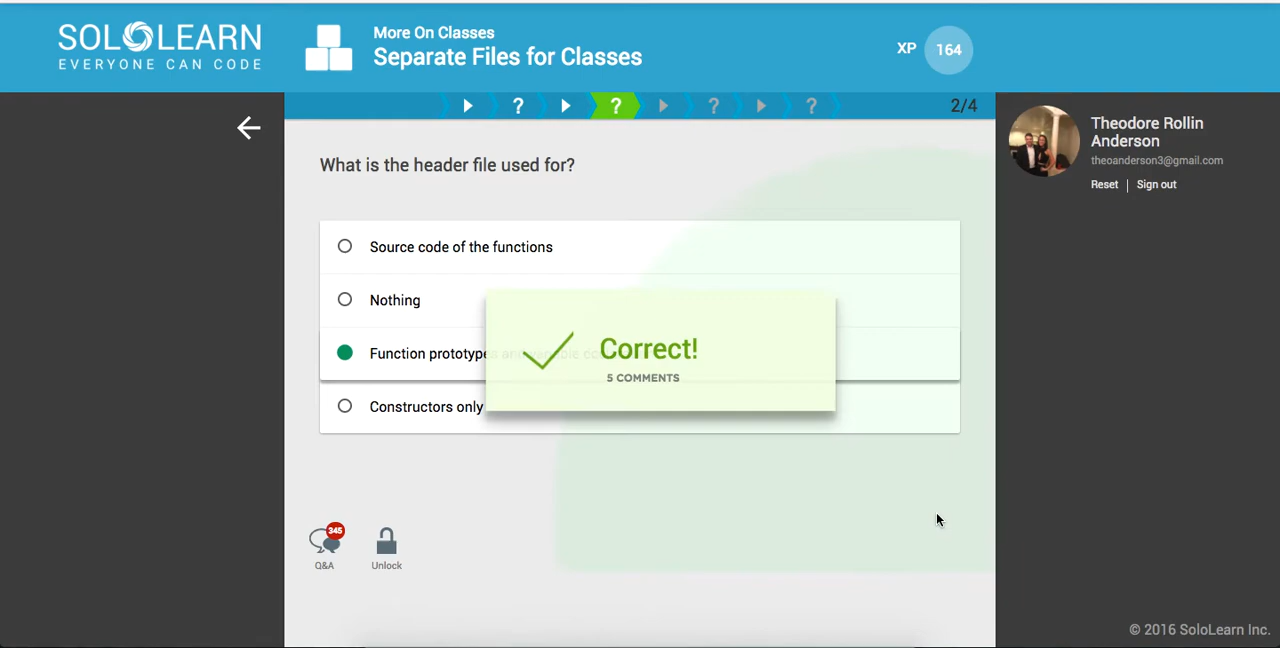 SOLOLEARN
EVERYONE CAN CODE
More On Classes
Separate Files for Classes
XP 164
? ? ? ?
2/4
Theodore Rollin
Anderson
theoanderson3@gmail.com
Reset | Sign out
What is the header file used for?
Source code of the functions
Nothing
Function prototypes and
Correct!
5 COMMENTS
Constructors only
345
Q&A
Unlock
© 2016 SoloLearn Inc.